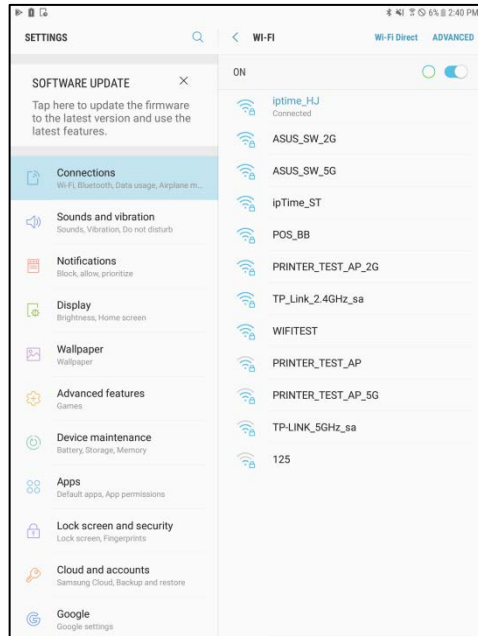 6% 2:40 PM
SETTINGS
SOFTWARE UPDATE
Tap here to update the firmware
to the latest version and use the
latest features.
Connections
Wi-Fi, Bluetooth, Data usage, Airplane m...
Sounds and vibration
Sounds, Vibration, Do not disturb
Notifications
Block, allow, prioritize
Display
Brightness, Home screen
Wallpaper
Wallpaper
Advanced features
Games
Device maintenance
Battery, Storage, Memory
Apps
Default apps, App permissions
Lock screen and security
Lock screen, Fingerprints
Cloud and accounts
Samsung Cloud, Backup and restore
Google
Google settings
WI-FI Wi-Fi Direct ADVANCED
ON
iptime_HJ
Connected
ASUS_SW_2G
ASUS_SW_5G
ipTime_ST
POS_BB
PRINTER_TEST_AP_2G
TP_Link_2.4GHz_sa
WIFITEST
PRINTER_TEST_AP
PRINTER_TEST_AP_5G
TP-LINK_5GHz_sa
125